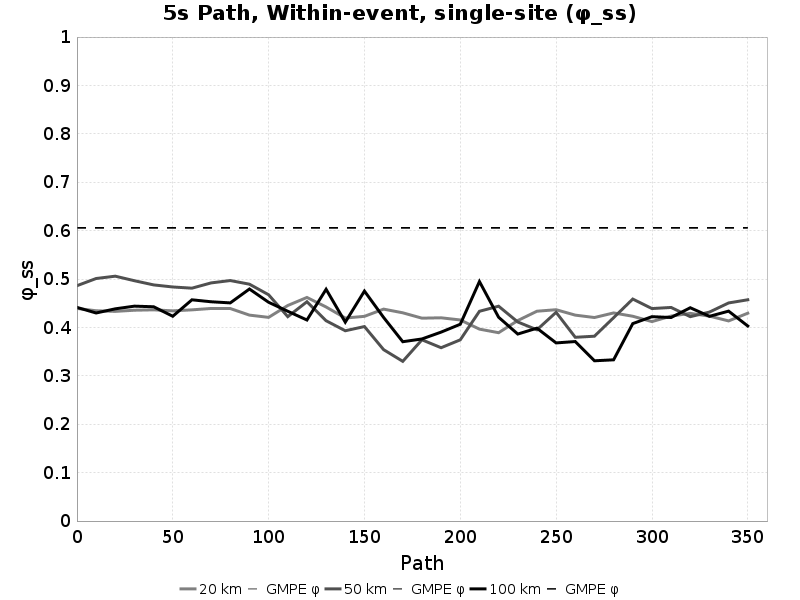 5s Path, Within-event, single-site (φ_ss)
1
0.9
0.8
0.7
0.6
0.5
0.4
0.3
0.2
0.1
0
φ_ss
0 50 100 150 200 250 300 350
Path
20 km GMPE φ 50 km GMPE φ 100 km GMPE φ